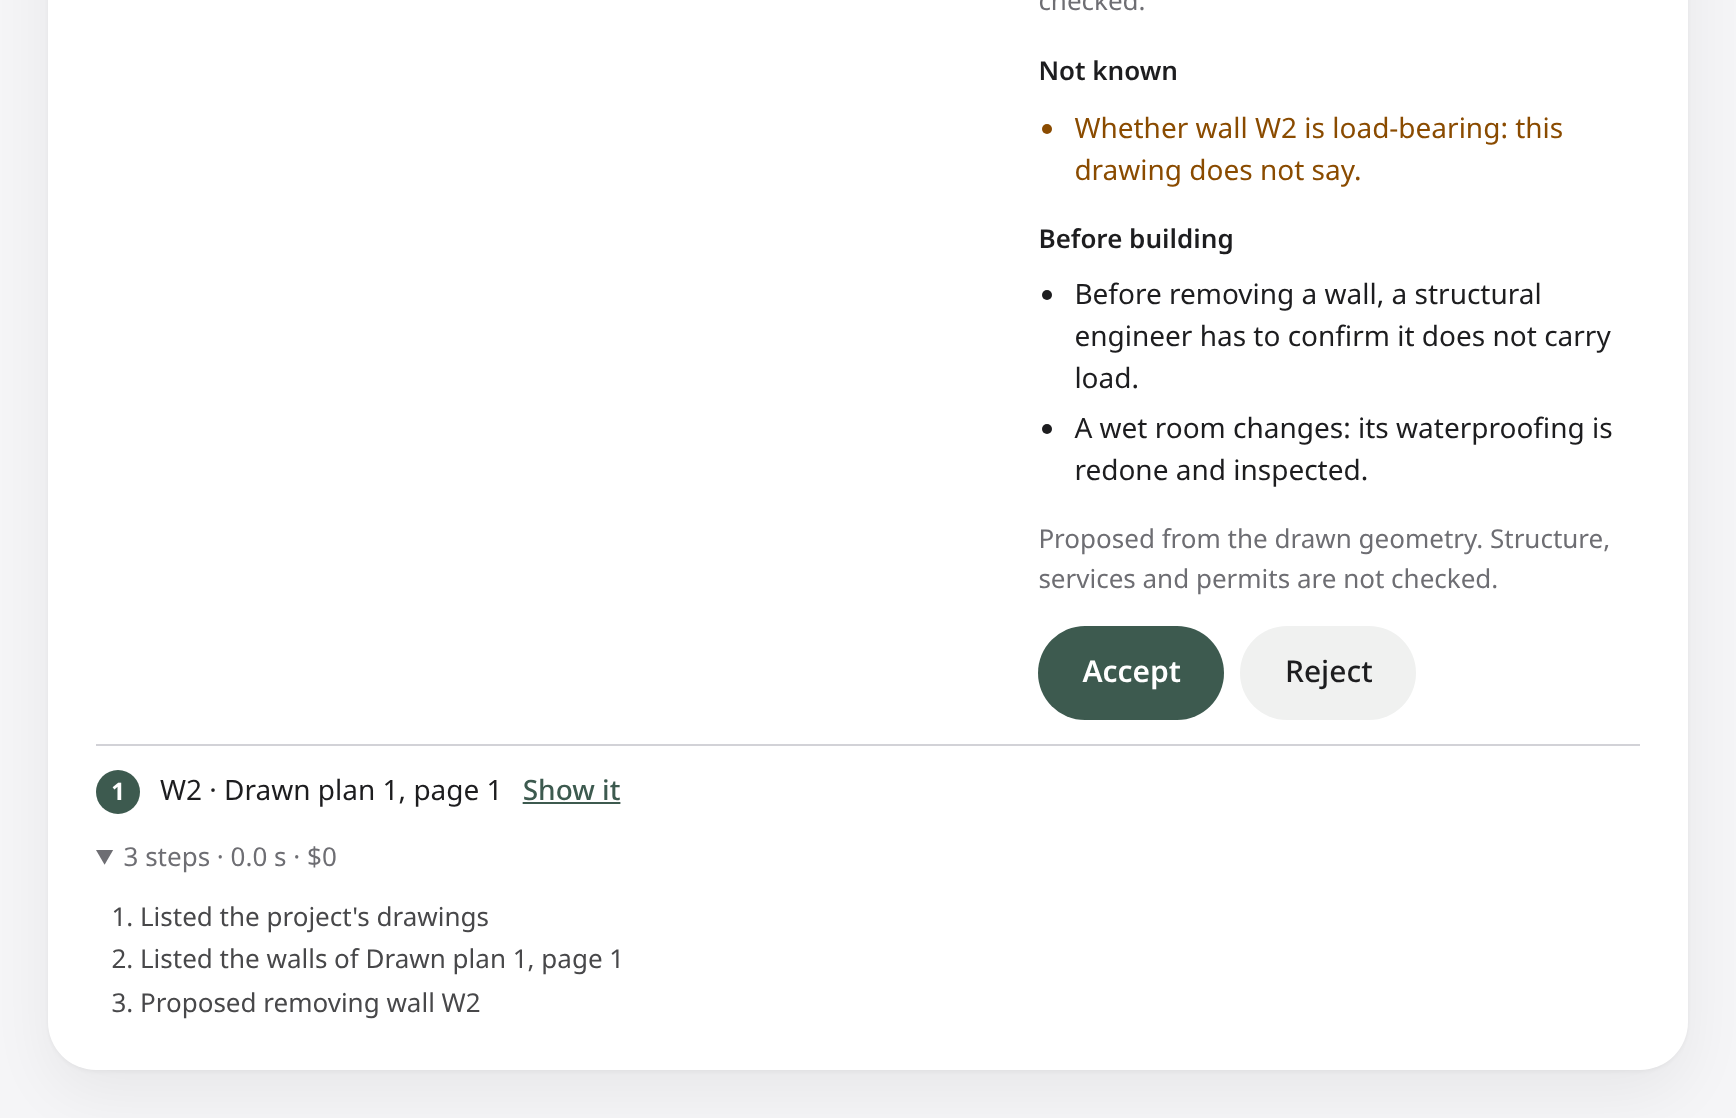 checked.
Not known
• Whether wall W2 is load-bearing: this
drawing does not say.
Before building
• Before removing a wall, a structural
engineer has to confirm it does not carry
load.
• A wet room changes: its waterproofing is
redone and inspected.
Proposed from the drawn geometry. Structure,
services and permits are not checked.
Accept Reject
1 W2 · Drawn plan 1, page 1 Show it
▼ 3 steps · 0.0 s · $0
1. Listed the project's drawings
2. Listed the walls of Drawn plan 1, page 1
3. Proposed removing wall W2